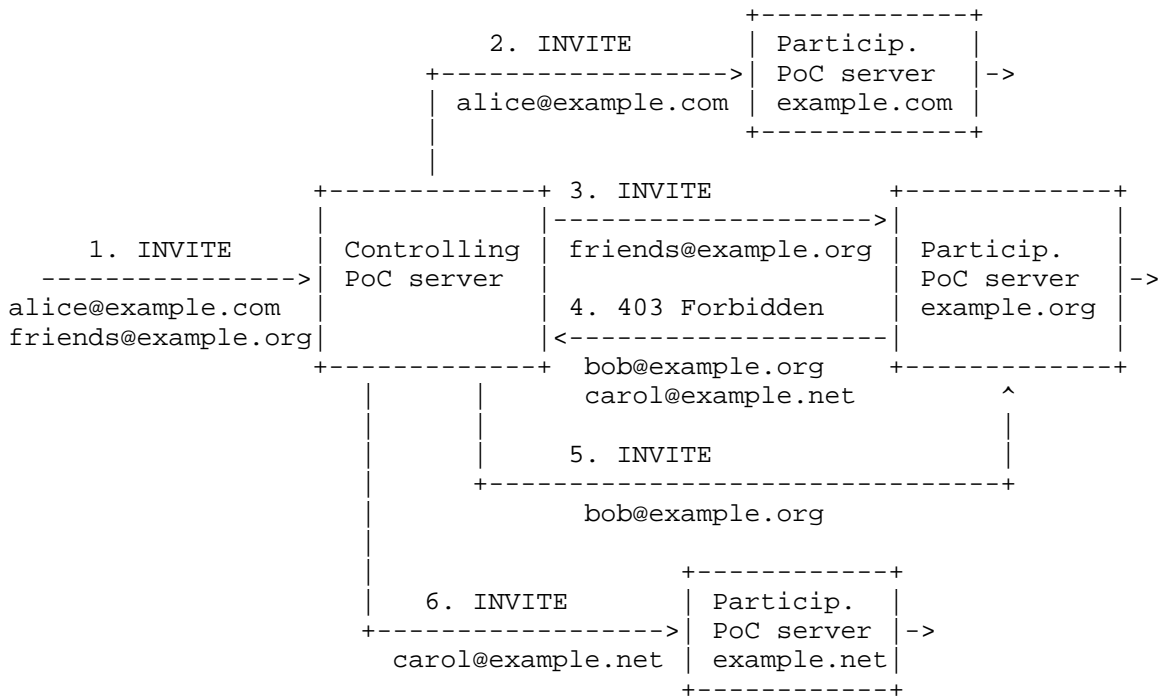 2. INVITE
Particip.
PoC server
alice@example.com
example.com
3. INVITE
1. INVITE
Controlling
friends@example.org
Particip.
PoC server
PoC server
alice@example.com
4. 403 Forbidden
example.org
friends@example.org
bob@example.org
carol@example.net
5. INVITE
bob@example.org
6. INVITE
Particip.
PoC server
carol@example.net
example.net